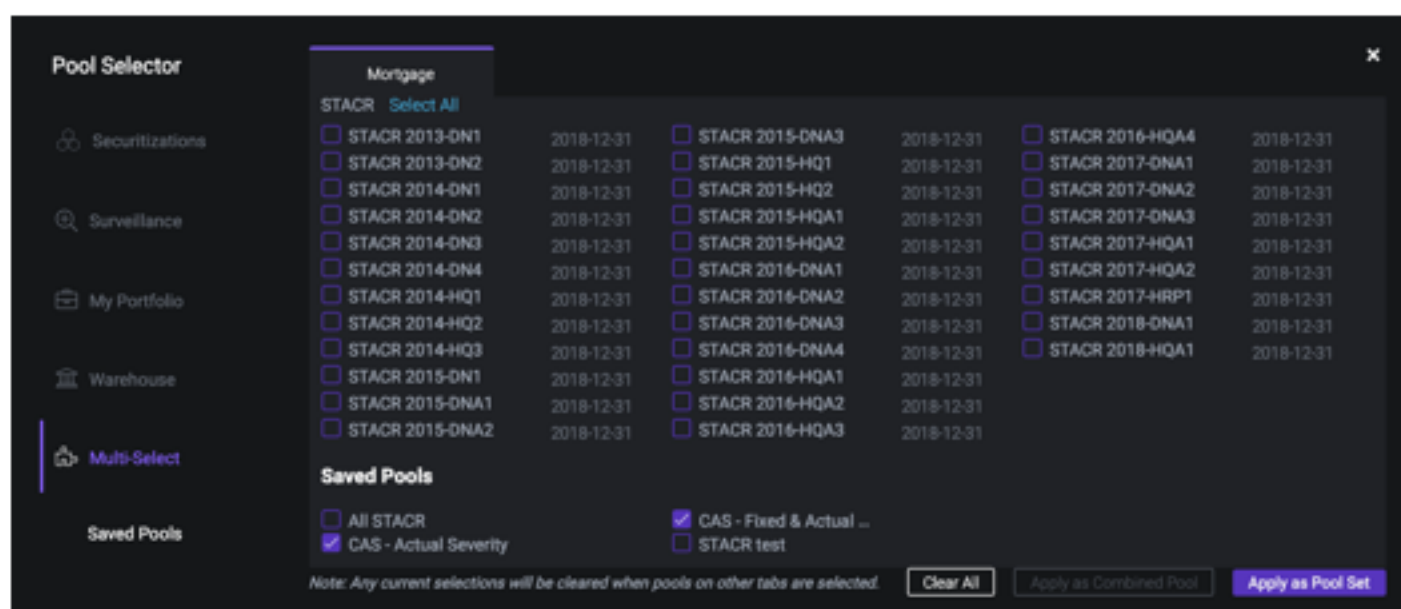 Pool Selector
Securitizations
Surveillance
My Portfolio
Warehouse
Multi-Select
Saved Pools
×
Mortgage
STACR Select All
STACR 2013-DN1 2018-12-31 STACR 2015-DNA3 2018-12-31 STACR 2016-HQA4 2018-12-31
STACR 2013-DN2 2018-12-31 STACR 2015-HQ1 2018-12-31 STACR 2017-DNA1 2018-12-31
STACR 2014-DN1 2018-12-31 STACR 2015-HQ2 2018-12-31 STACR 2017-DNA2 2018-12-31
STACR 2014-DN2 2018-12-31 STACR 2015-HQA1 2018-12-31 STACR 2017-DNA3 2018-12-31
STACR 2014-DN3 2018-12-31 STACR 2015-HQA2 2018-12-31 STACR 2017-HQA1 2018-12-31
STACR 2014-DN4 2018-12-31 STACR 2016-DNA1 2018-12-31 STACR 2017-HQA2 2018-12-31
STACR 2014-HQ1 2018-12-31 STACR 2016-DNA2 2018-12-31 STACR 2017-HRP1 2018-12-31
STACR 2014-HQ2 2018-12-31 STACR 2016-DNA3 2018-12-31 STACR 2018-DNA1 2018-12-31
STACR 2014-HQ3 2018-12-31 STACR 2016-DNA4 2018-12-31 STACR 2018-HQA1 2018-12-31
STACR 2015-DN1 2018-12-31 STACR 2016-HQA1 2018-12-31
STACR 2015-DNA1 2018-12-31 STACR 2016-HQA2 2018-12-31
STACR 2015-DNA2 2018-12-31 STACR 2016-HQA3 2018-12-31
Saved Pools
All STACR CAS - Fixed & Actual ...
CAS - Actual Severity STACR test
Note: Any current selections will be cleared when pools on other tabs are selected. Clear All Apply as Combined Pool Apply as Pool Set